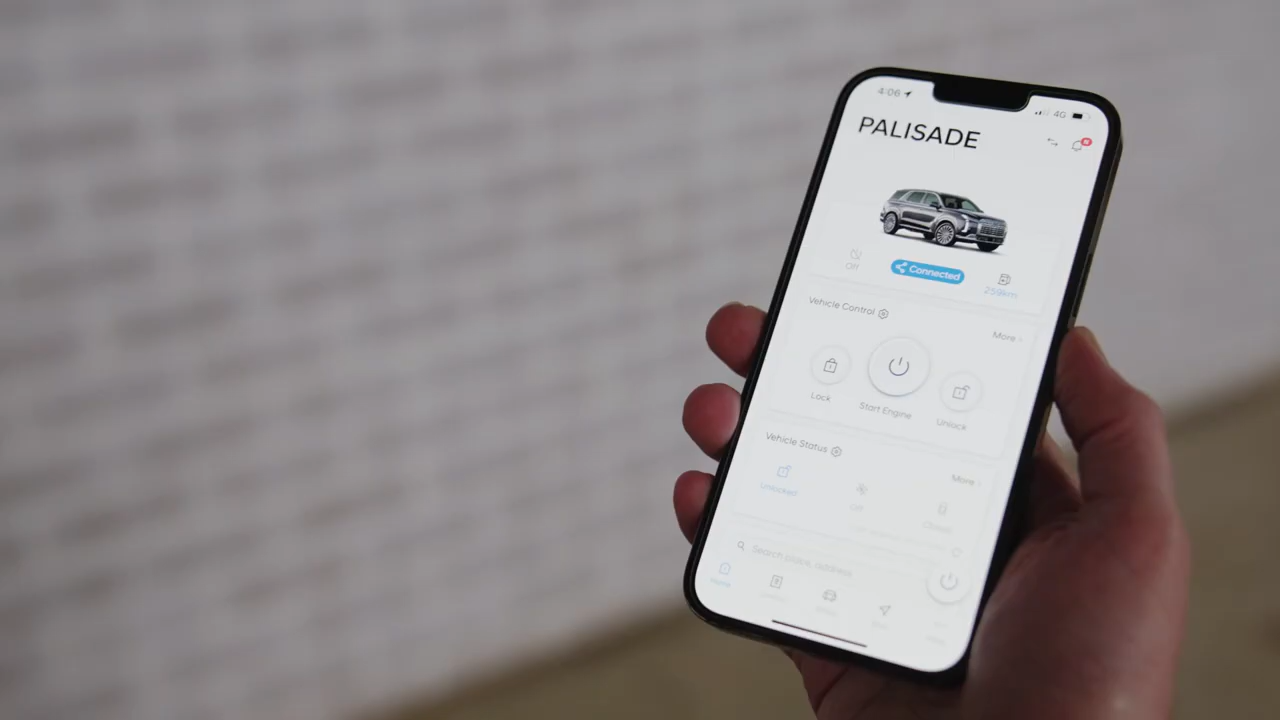 4:06
4G
PALISADE
Off
Connected
259km
Vehicle Control
More
Lock
Start Engine
Unlock
Vehicle Status
More
Unlocked
Off
Closed
Search place, address
Home